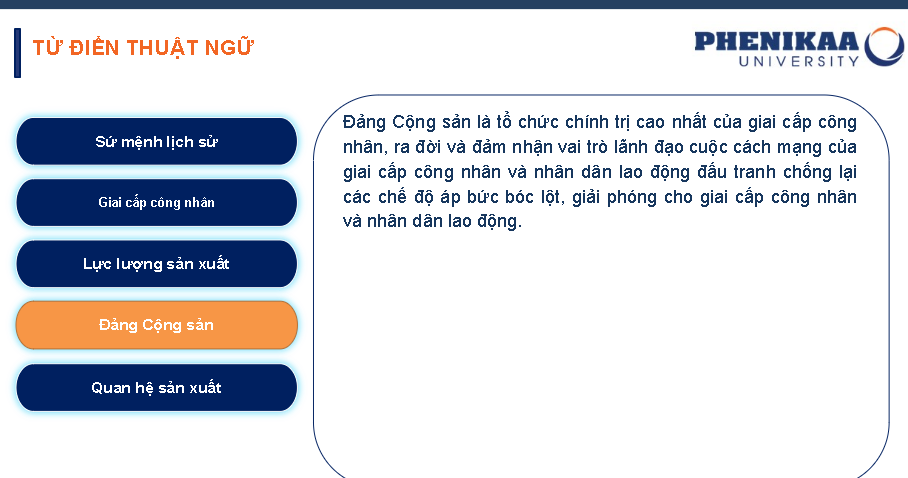 TỪ ĐIỂN THUẬT NGỮ
PHENIKAA
UNIVERSITY
Sứ mệnh lịch sử
Giai cấp công nhân
Lực lượng sản xuất
Đảng Cộng sản
Quan hệ sản xuất
Đảng Cộng sản là tổ chức chính trị cao nhất của giai cấp công
nhân, ra đời và đảm nhận vai trò lãnh đạo cuộc cách mạng của
giai cấp công nhân và nhân dân lao động đấu tranh chống lại
các chế độ áp bức bóc lột, giải phóng cho giai cấp công nhân
và nhân dân lao động.